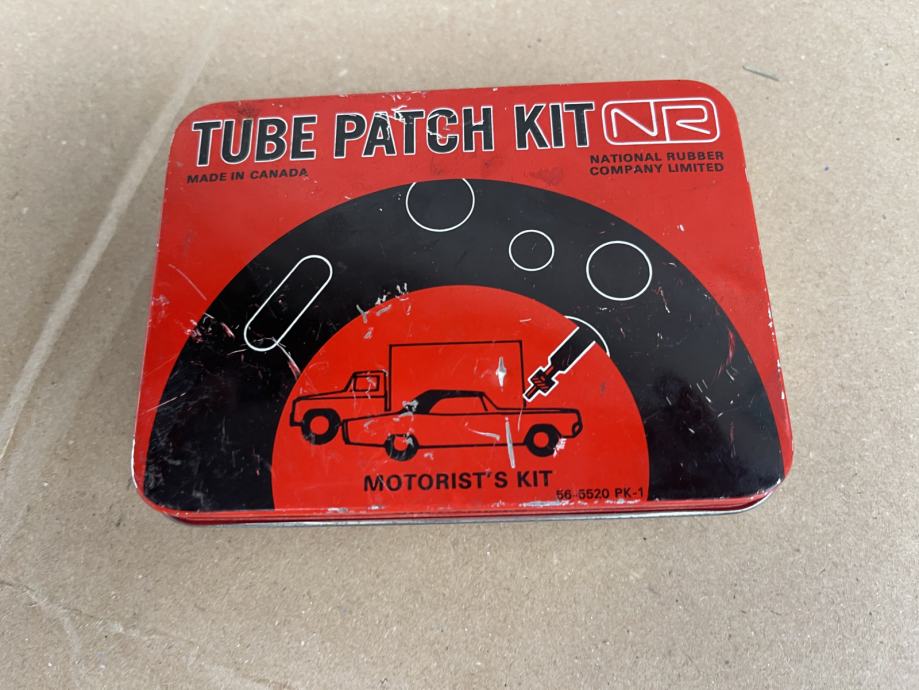 TUBE PATCH KIT NR
MADE IN CANADA
NATIONAL RUBBER
COMPANY LIMITED
MOTORIST'S KIT
56-5520 PK-1